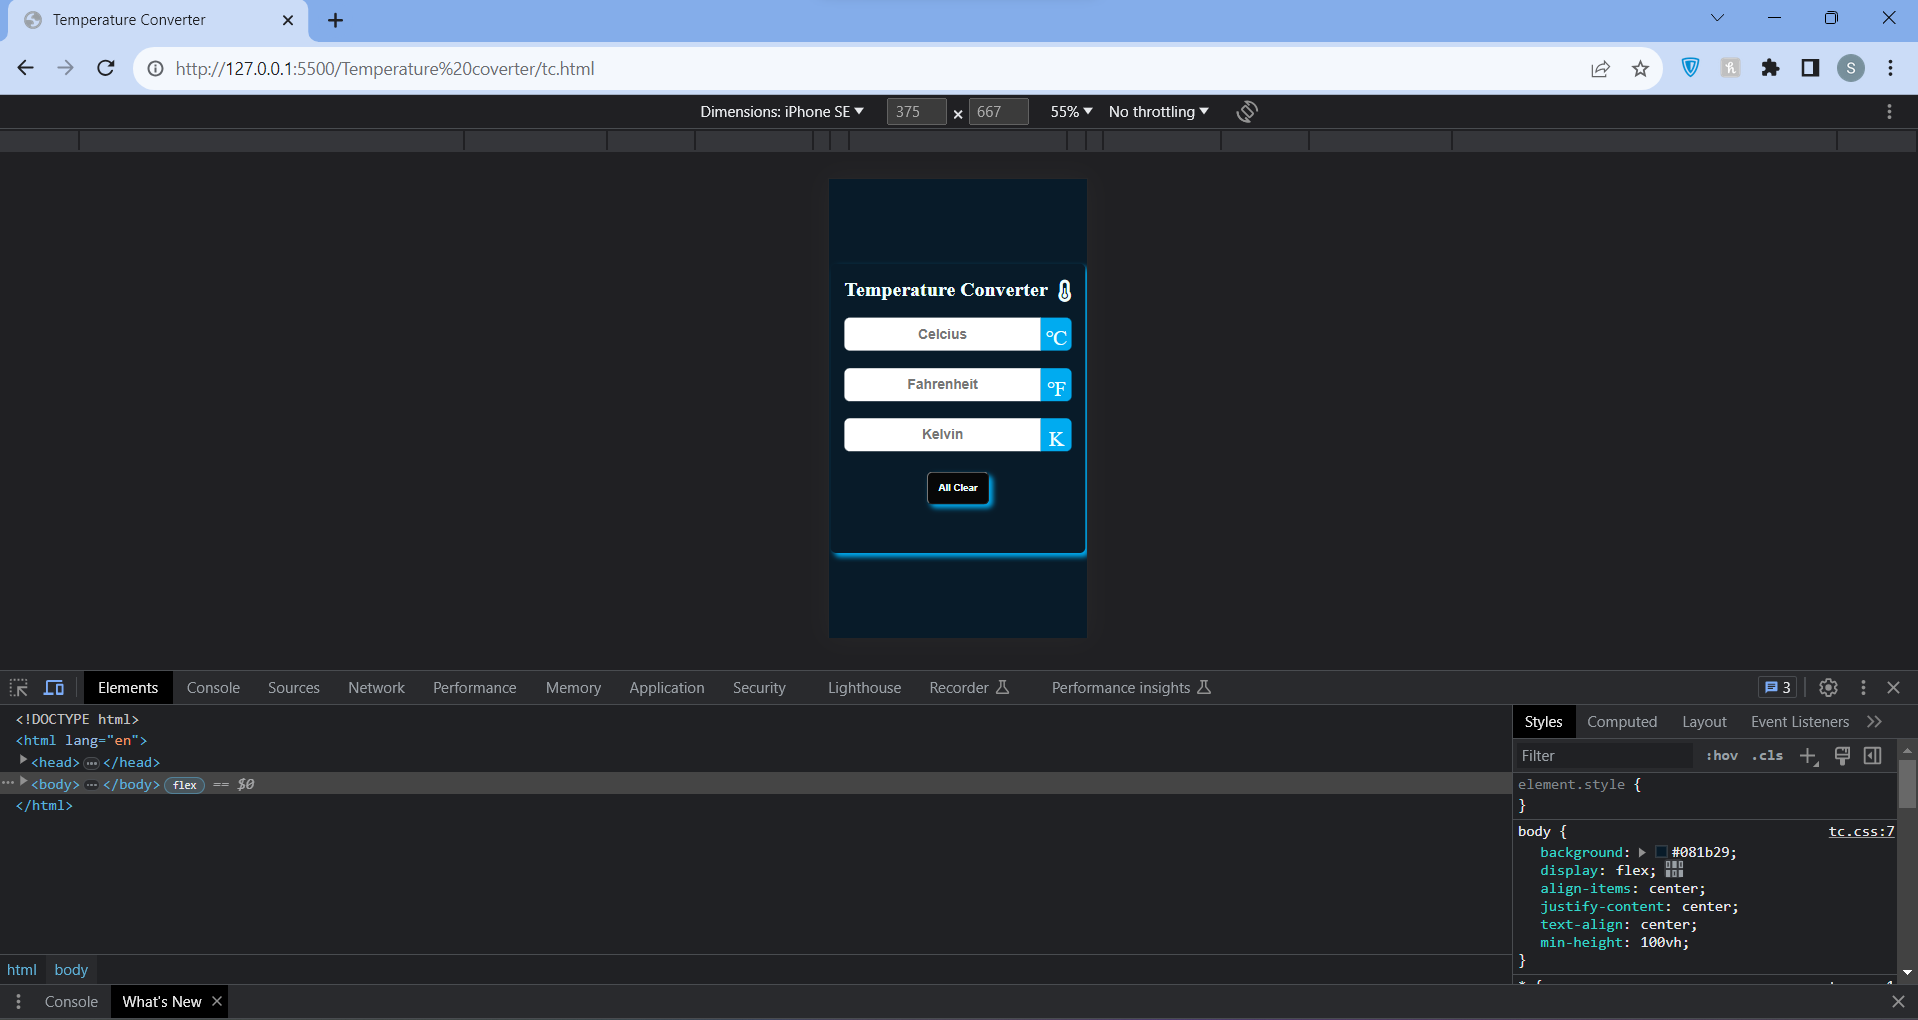 Temperature Converter
http://127.0.0.1:5500/Temperature%20coverter/tc.html
S
Dimensions: iPhone SE 375 × 667 55% No throttling
Temperature Converter
Celcius °C
Fahrenheit °F
Kelvin K
All Clear
Elements Console Sources Network Performance Memory Application Security Lighthouse Recorder Performance insights 3
<!DOCTYPE html>
<html lang="en">
<head> … </head>
… <body> … </body> flex == $0
</html>
Styles Computed Layout Event Listeners
Filter :hov .cls
element.style {
}
body { tc.css:7
background: #081b29;
display: flex;
align-items: center;
justify-content: center;
text-align: center;
min-height: 100vh;
}
html body
Console What's New